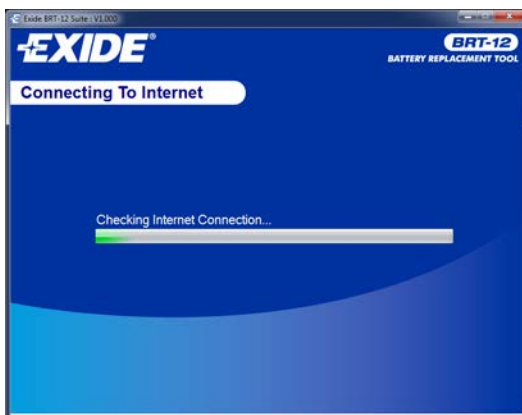 Exide BRT-12 Suite : V1.000
EXIDE®
BRT-12
BATTERY REPLACEMENT TOOL
Connecting To Internet
Checking Internet Connection...